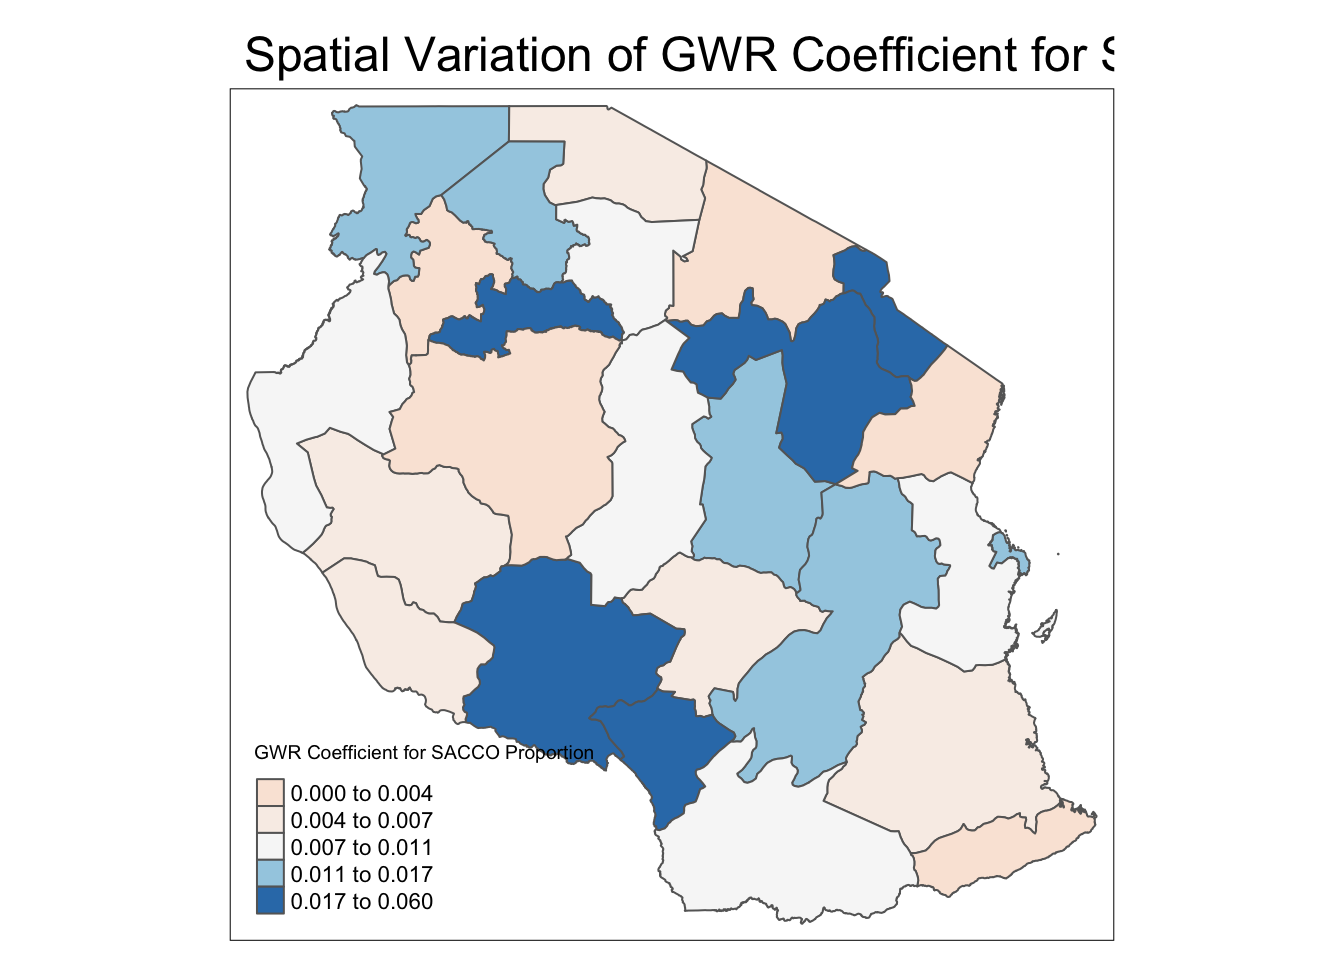 Spatial Variation of GWR Coefficient for S
GWR Coefficient for SACCO Proportion
0.000 to 0.004
0.004 to 0.007
0.007 to 0.011
0.011 to 0.017
0.017 to 0.060